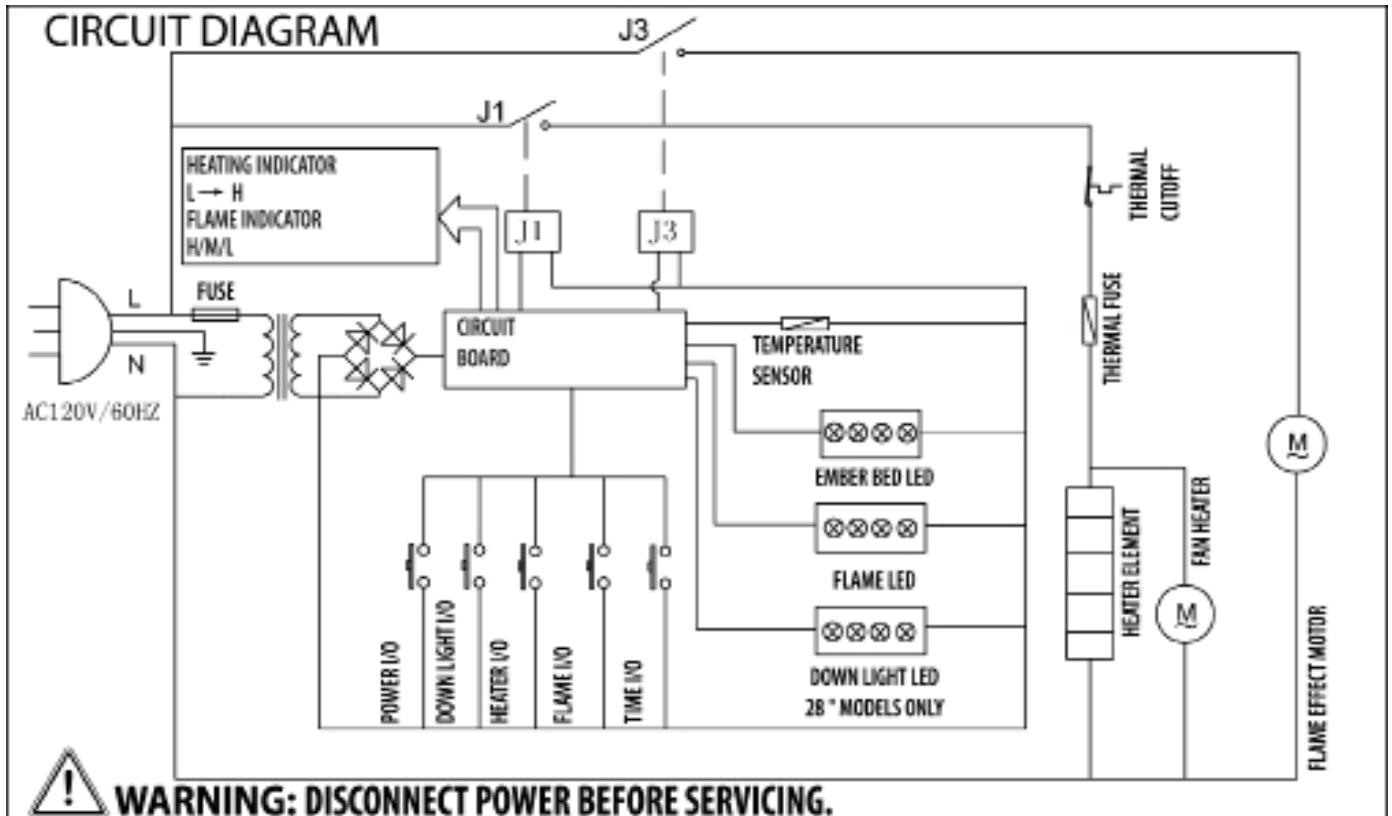 CIRCUIT DIAGRAM
J3
J1
HEATING INDICATOR
L → H
FLAME INDICATOR
H/M/L
J1
J3
THERMAL
CUTOFF
L
FUSE
N
AC120V/60HZ
CIRCUIT
BOARD
TEMPERATURE
SENSOR
THERMAL FUSE
EMBER BED LED
FLAME LED
DOWN LIGHT LED
28 " MODELS ONLY
HEATER ELEMENT
FAN HEATER
M
M
FLAME EFFECT MOTOR
POWER I/O
DOWN LIGHT I/O
HEATER I/O
FLAME I/O
TIME I/O
WARNING: DISCONNECT POWER BEFORE SERVICING.